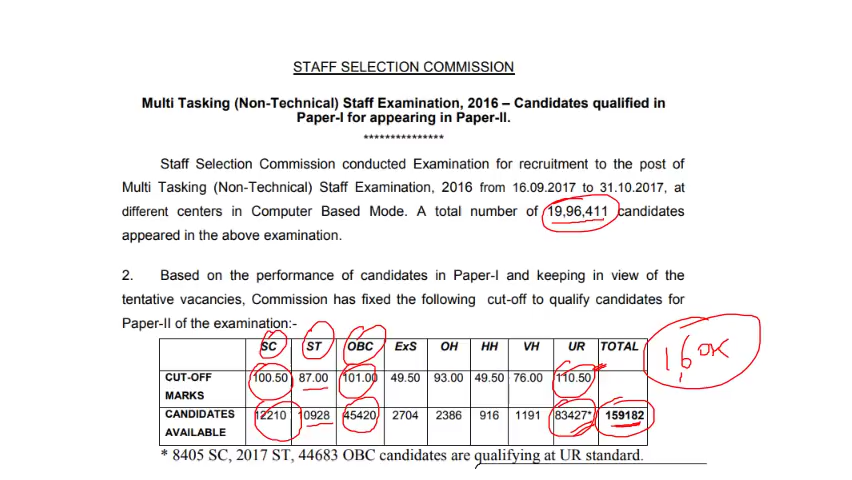 STAFF SELECTION COMMISSION
Multi Tasking (Non-Technical) Staff Examination, 2016 – Candidates qualified in
Paper-I for appearing in Paper-II.
***************
Staff Selection Commission conducted Examination for recruitment to the post of
Multi Tasking (Non-Technical) Staff Examination, 2016 from 16.09.2017 to 31.10.2017, at
different centers in Computer Based Mode. A total number of 19,96,411 candidates
appeared in the above examination.
2. Based on the performance of candidates in Paper-I and keeping in view of the
tentative vacancies, Commission has fixed the following cut-off to qualify candidates for
Paper-II of the examination:-
SC ST OBC ExS OH HH VH UR TOTAL
CUT-OFF MARKS 100.50 87.00 101.00 49.50 93.00 49.50 76.00 110.50
CANDIDATES AVAILABLE 12210 10928 45420 2704 2386 916 1191 83427* 159182
* 8405 SC, 2017 ST, 44683 OBC candidates are qualifying at UR standard.